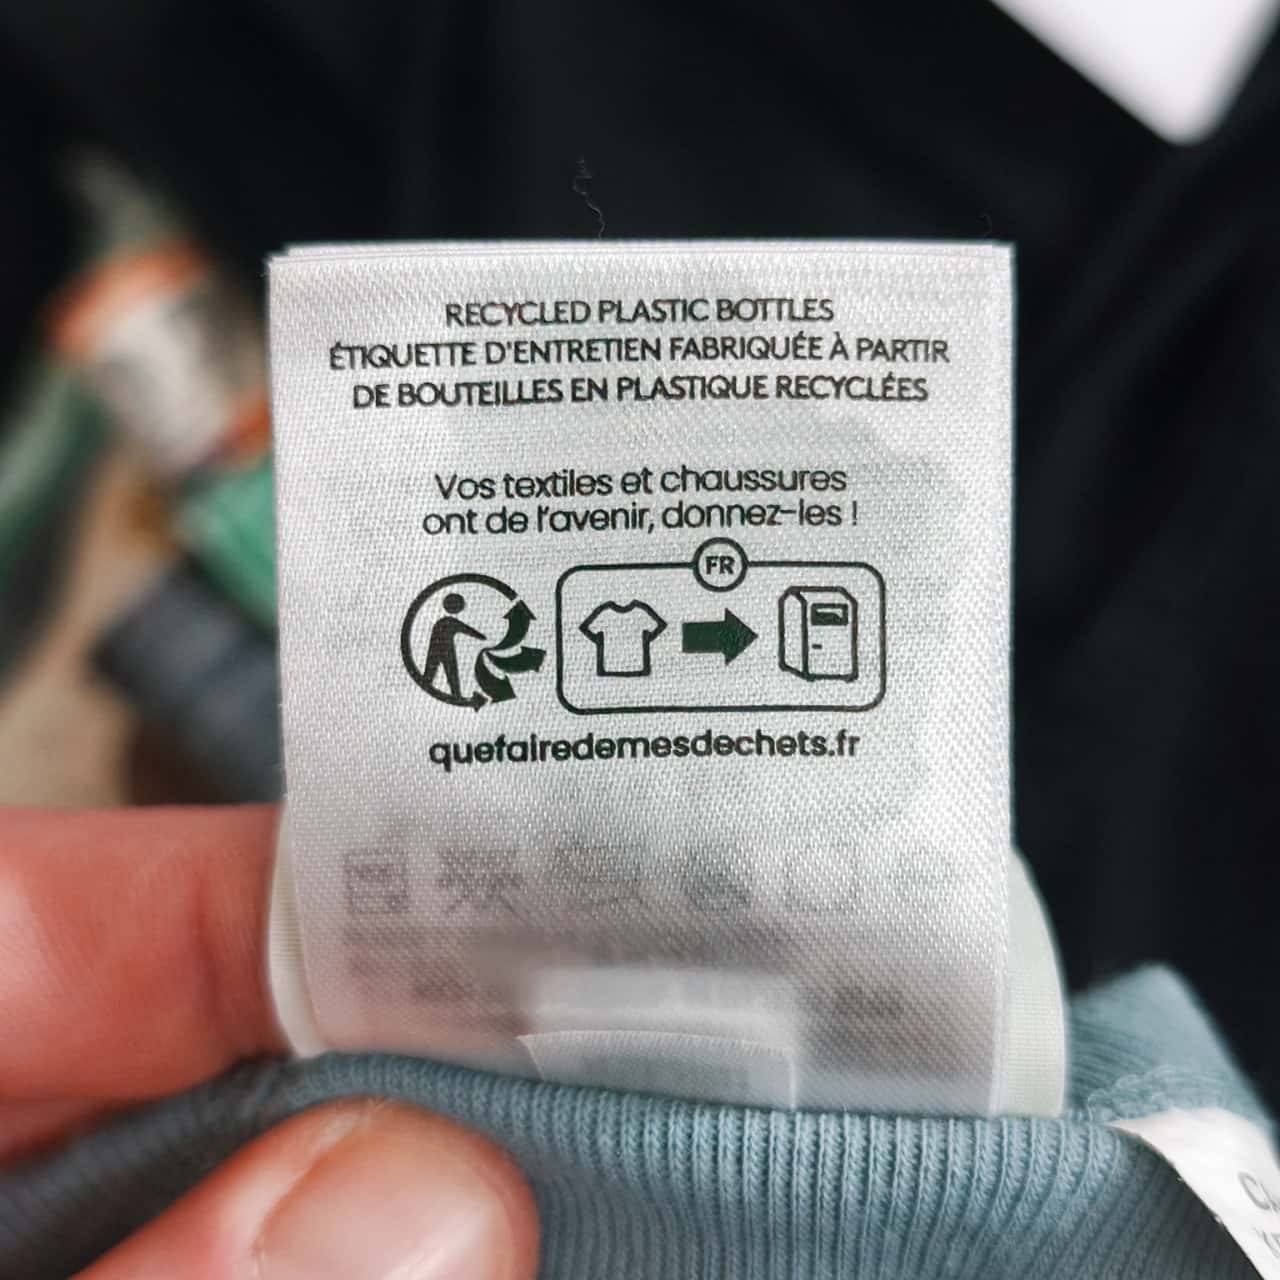 RECYCLED PLASTIC BOTTLES
ÉTIQUETTE D'ENTRETIEN FABRIQUÉE À PARTIR
DE BOUTEILLES EN PLASTIQUE RECYCLÉES
Vos textiles et chaussures
ont de l'avenir, donnez-les !
FR
quefairedemesdechets.fr